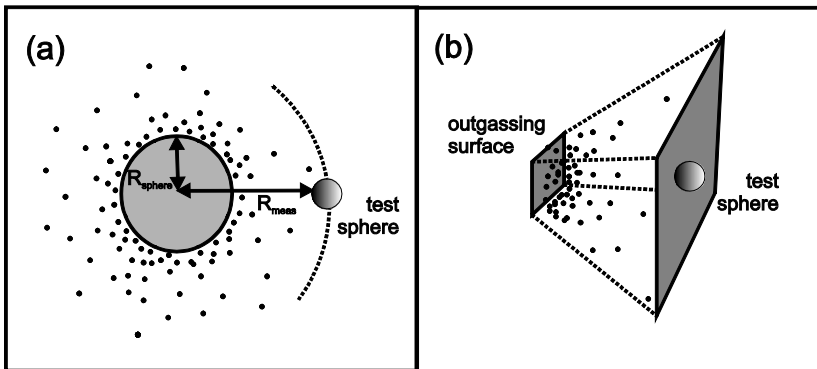 (a)
R_sphere
R_meas
test
sphere
(b)
outgassing
surface
test
sphere